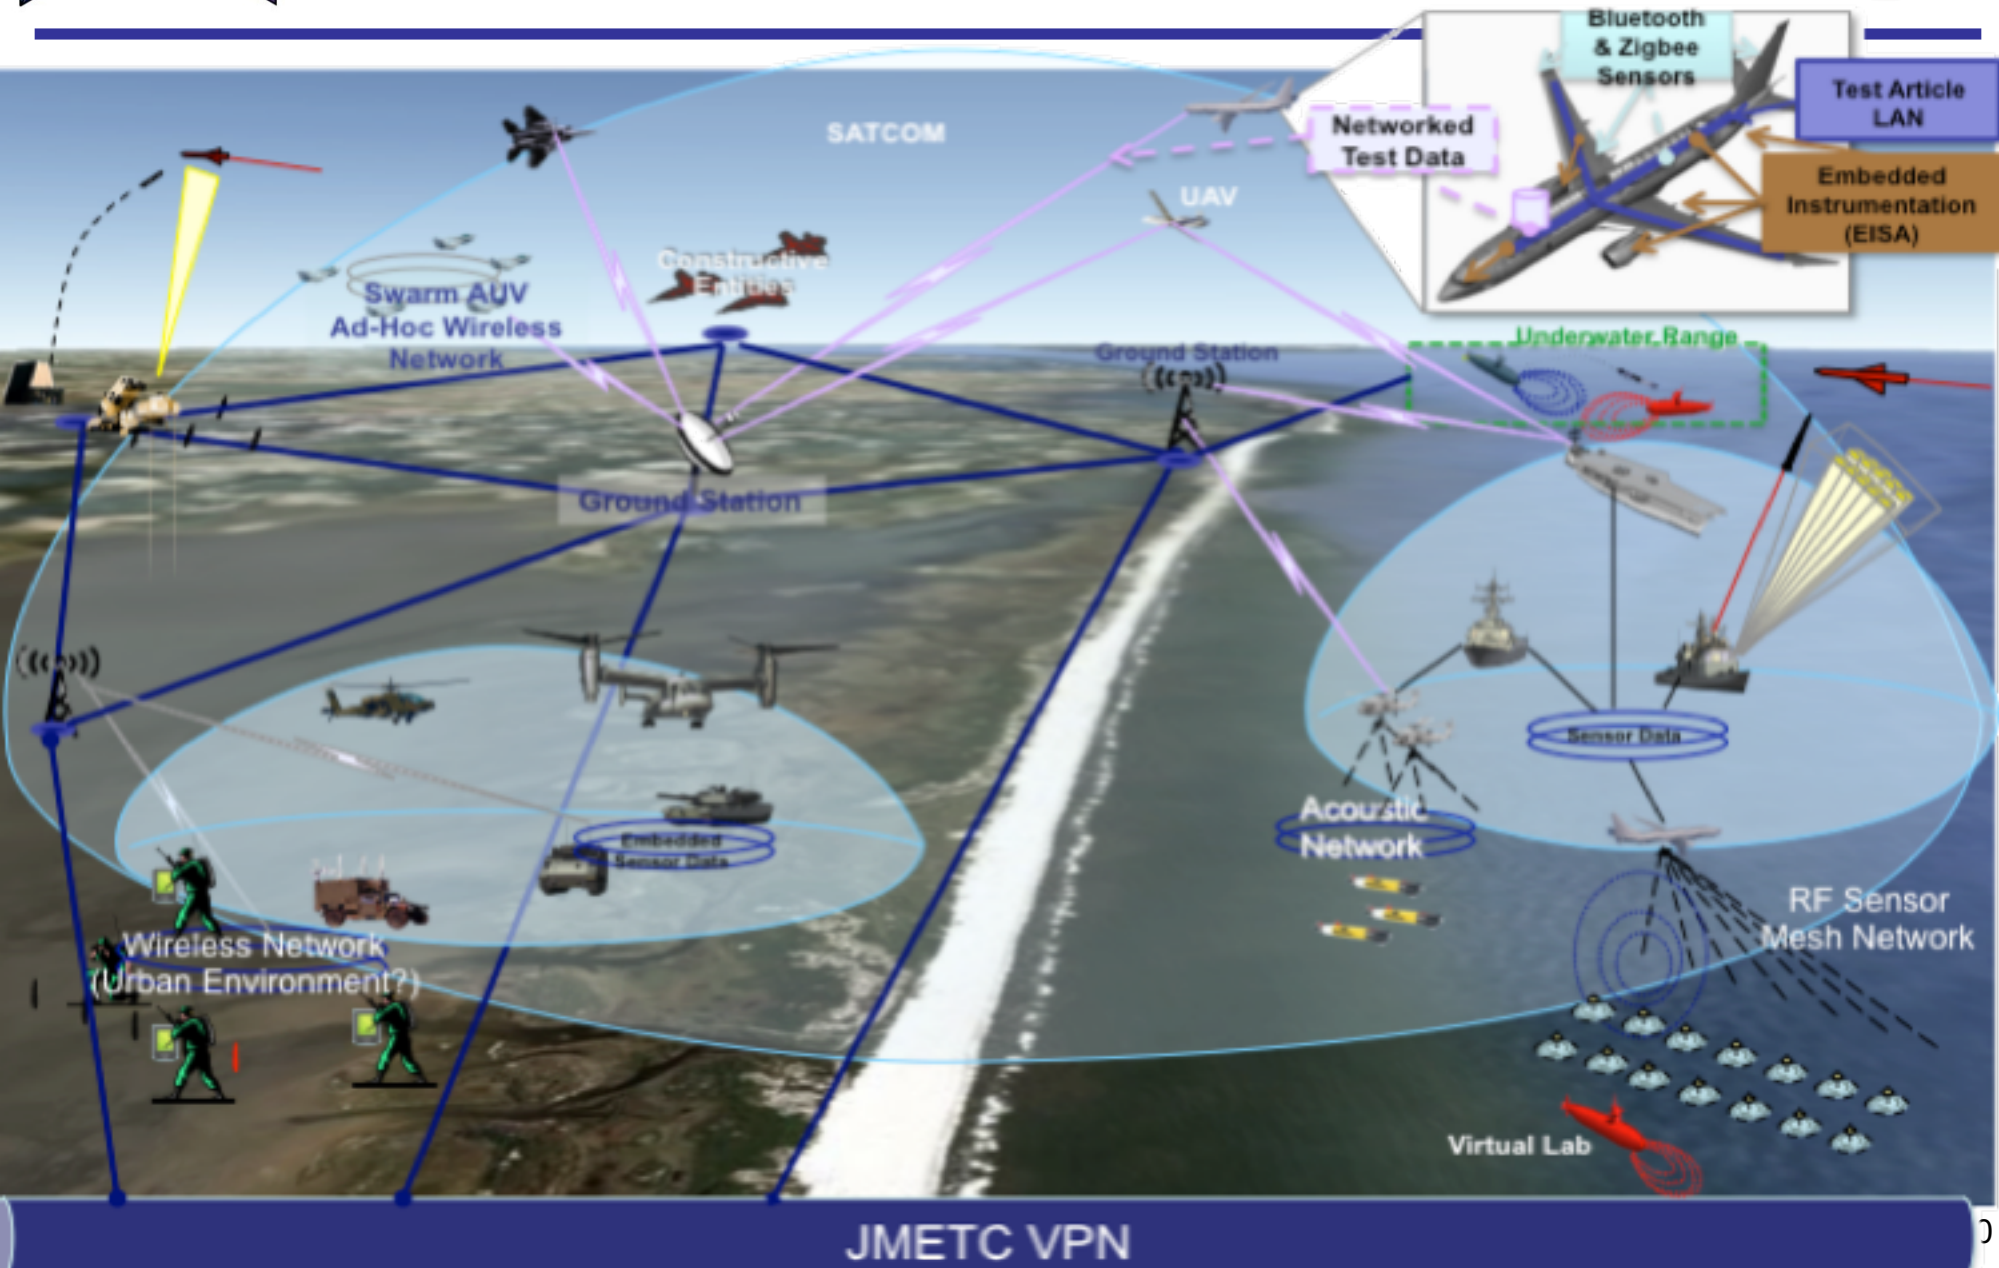 Bluetooth
& Zigbee
Sensors
Test Article
LAN
Networked
Test Data
SATCOM
Embedded
Instrumentation
(EISA)
UAV
Constructive
Entities
Swarm AUV
Ad-Hoc Wireless
Network
Underwater Range
Ground Station
Ground Station
Sensor Data
Acoustic
Network
Embedded
Sensor Data
RF Sensor
Mesh Network
Wireless Network
(Urban Environment?)
Virtual Lab
JMETC VPN